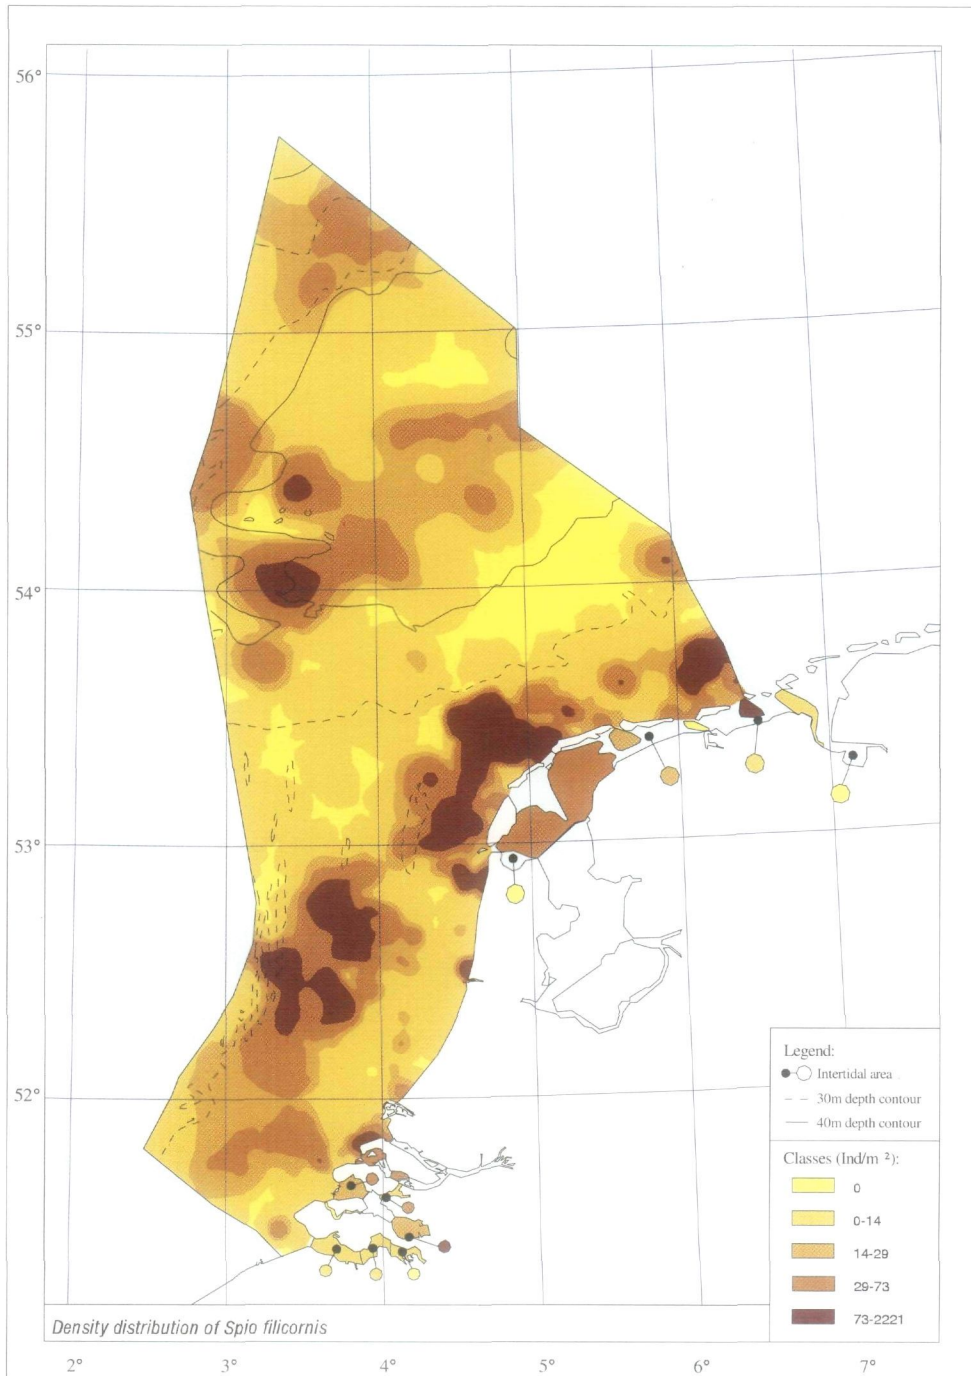 56°
55°
54°
53°
52°
Legend:
Intertidal area
30m depth contour
40m depth contour
Classes (Ind/m ²):
0
0-14
14-29
29-73
73-2221
Density distribution of Spio filicornis
2° 3° 4° 5° 6° 7°